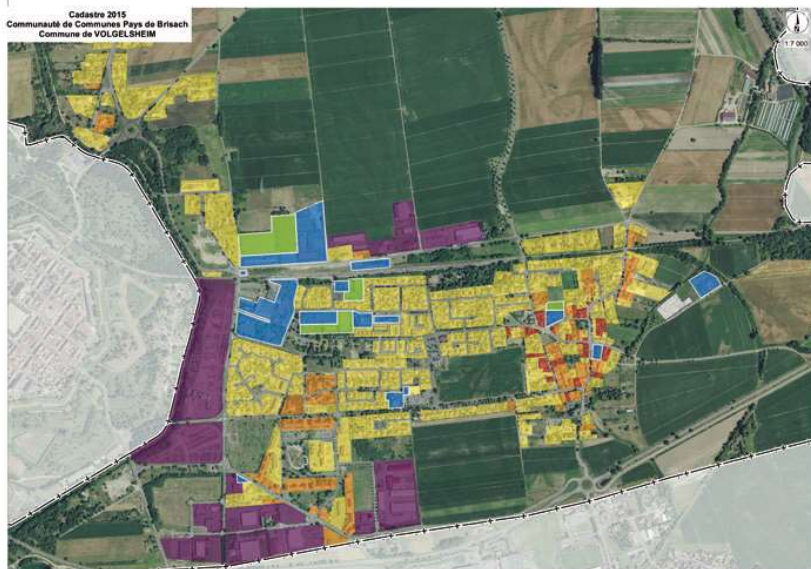 Cadastre 2015
Communauté de Communes Pays de Brisach
Commune de VOLGELSHEIM
1:7 000